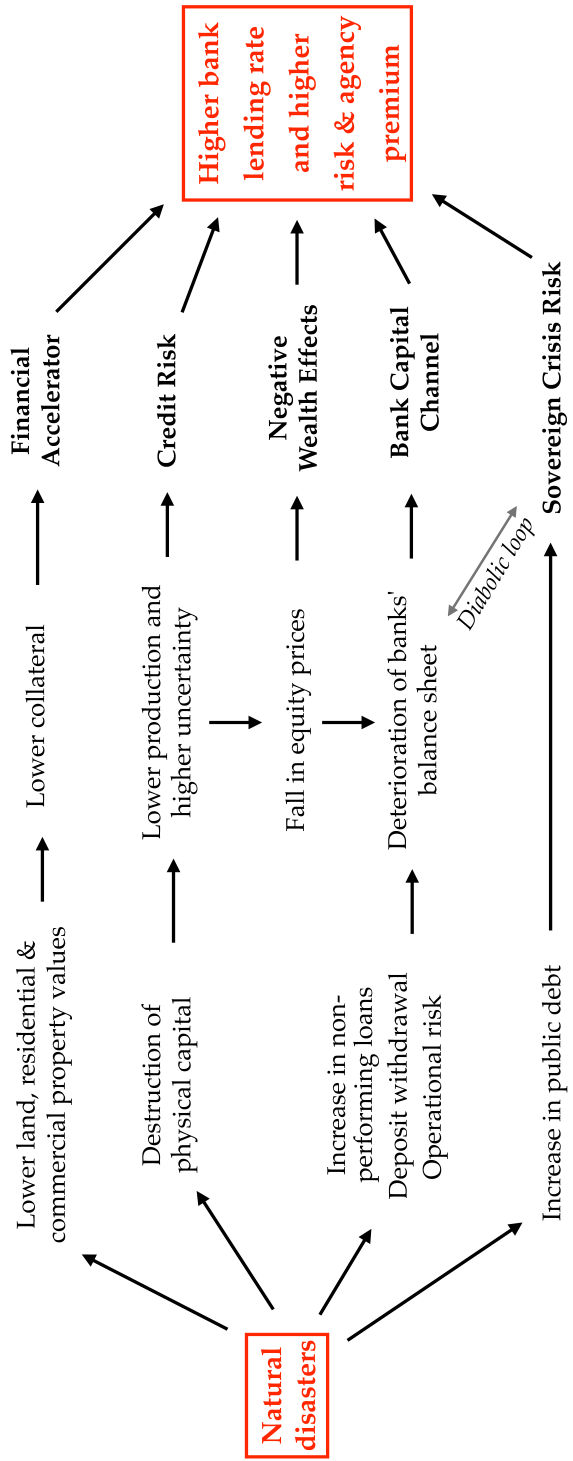 Natural
disasters
Lower land, residential &
commercial property values
Lower collateral
Financial
Accelerator
Destruction of
physical capital
Lower production and
higher uncertainty
Credit Risk
Fall in equity prices
Negative
Wealth Effects
Increase in non-
performing loans
Deposit withdrawal
Operational risk
Deterioration of banks'
balance sheet
Bank Capital
Channel
Diabolic loop
Increase in public debt
Sovereign Crisis Risk
Higher bank
lending rate
and higher
risk & agency
premium